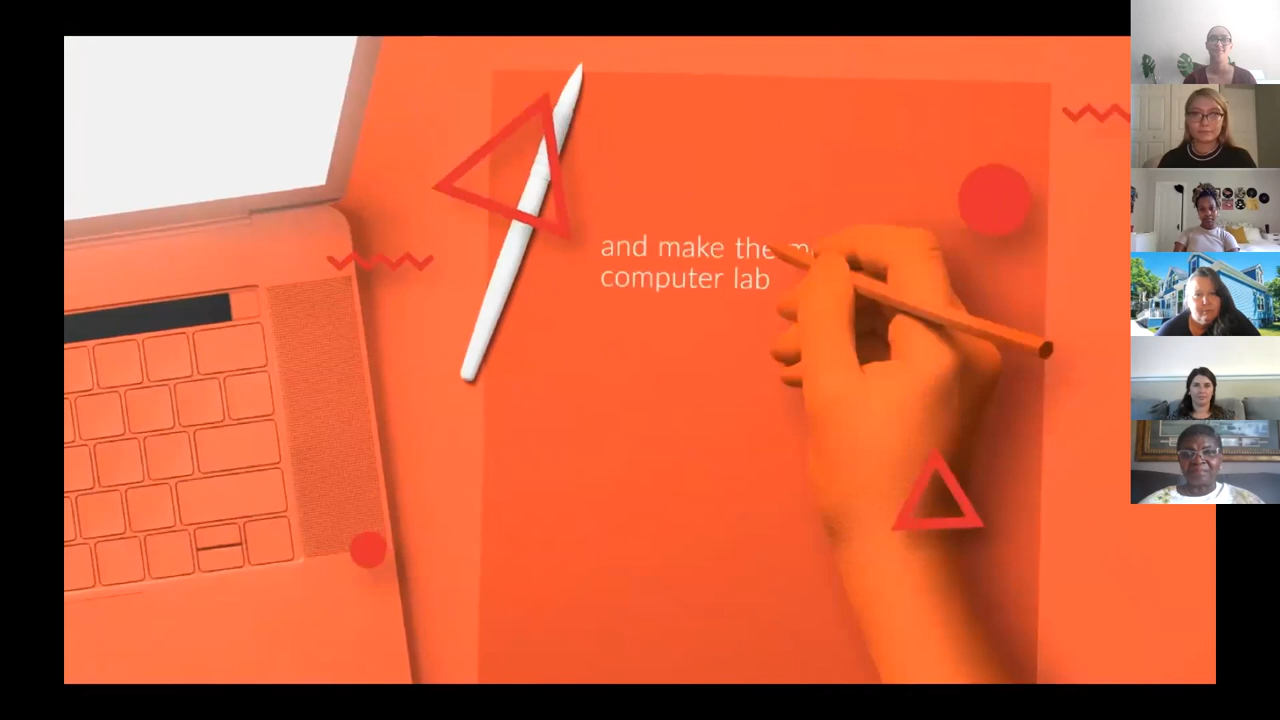 and make the
computer lab